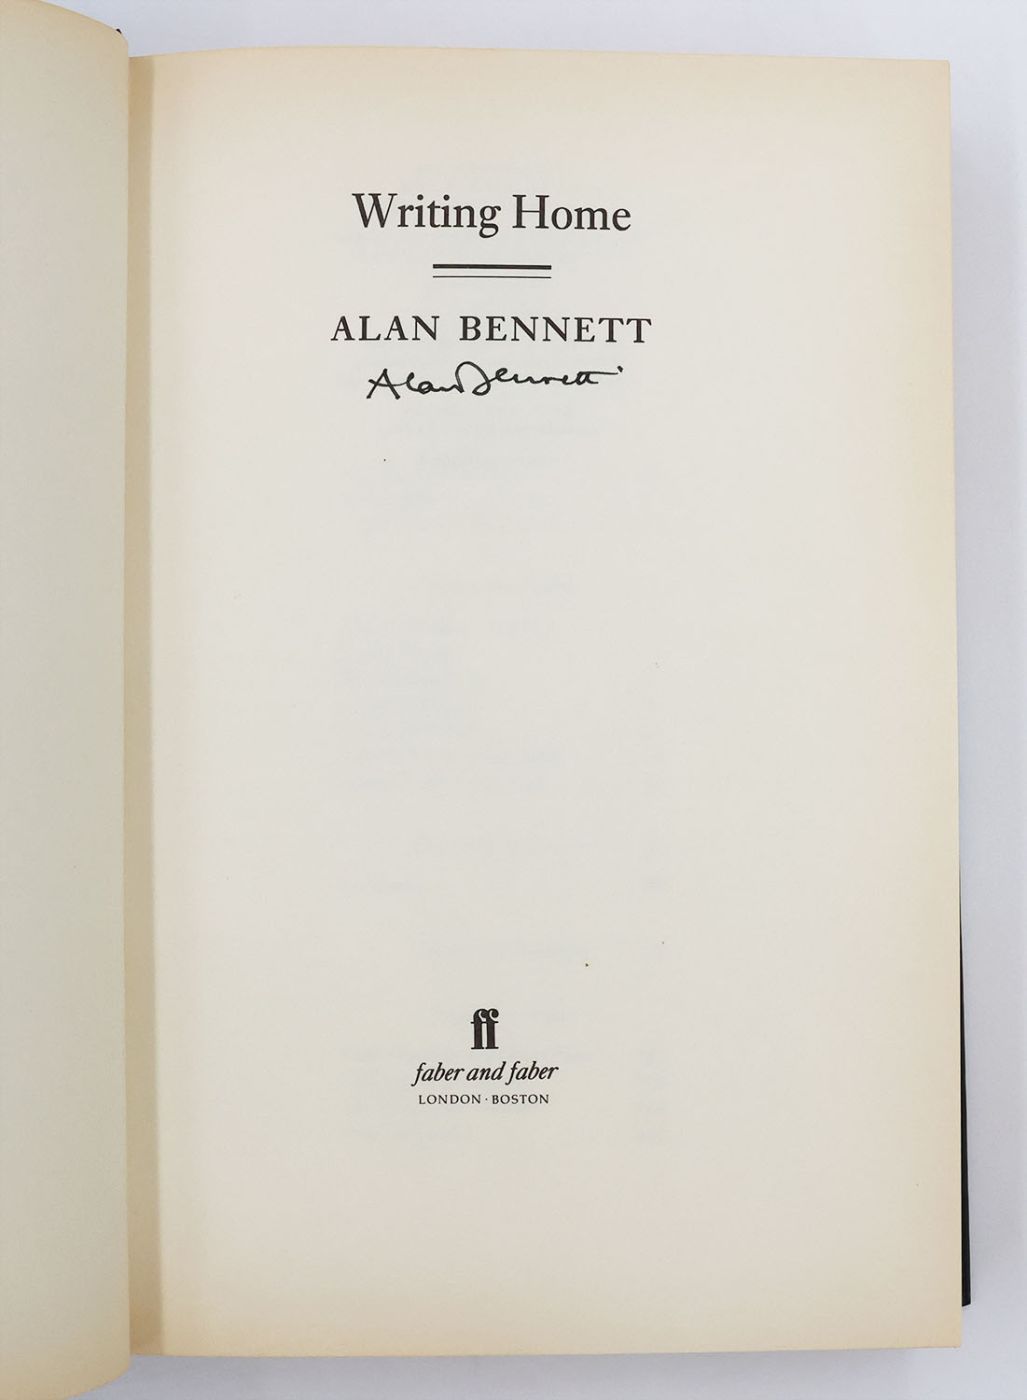 Writing Home
ALAN BENNETT
Alan Bennett
ff
faber and faber
LONDON · BOSTON